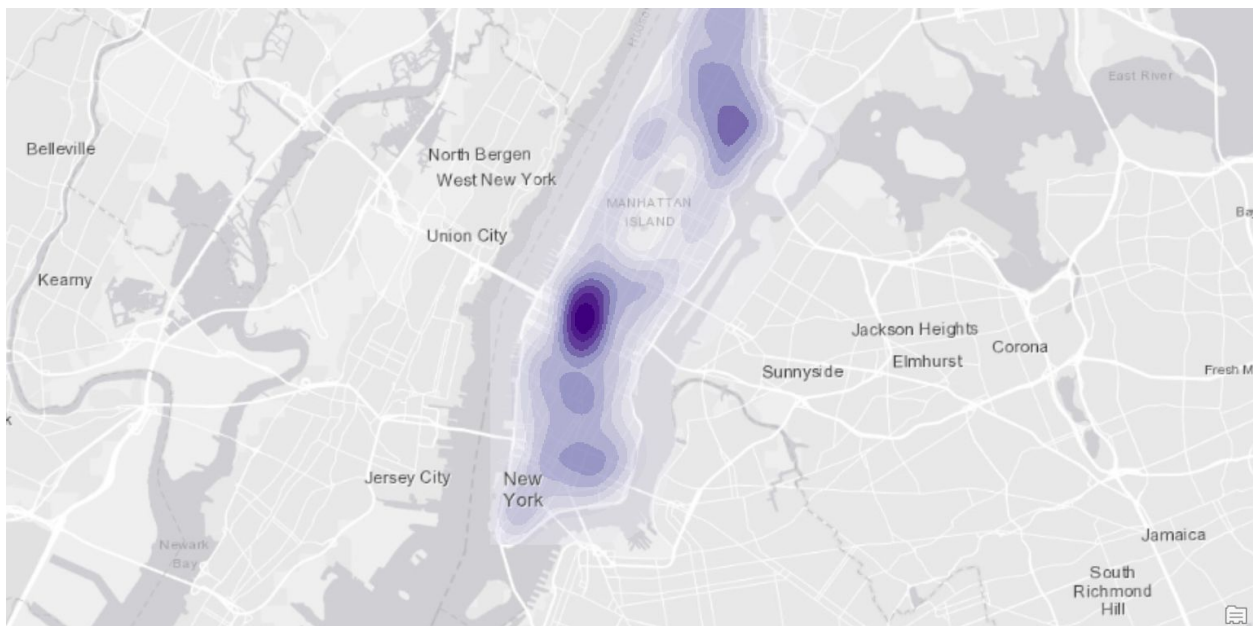 East River
Belleville
North Bergen
West New York
MANHATTAN
ISLAND
Union City
Kearny
Jackson Heights
Corona
Elmhurst
Sunnyside
Fresh M
Jersey City
New
York
Jamaica
Newark
Bay
South
Richmond
Hill